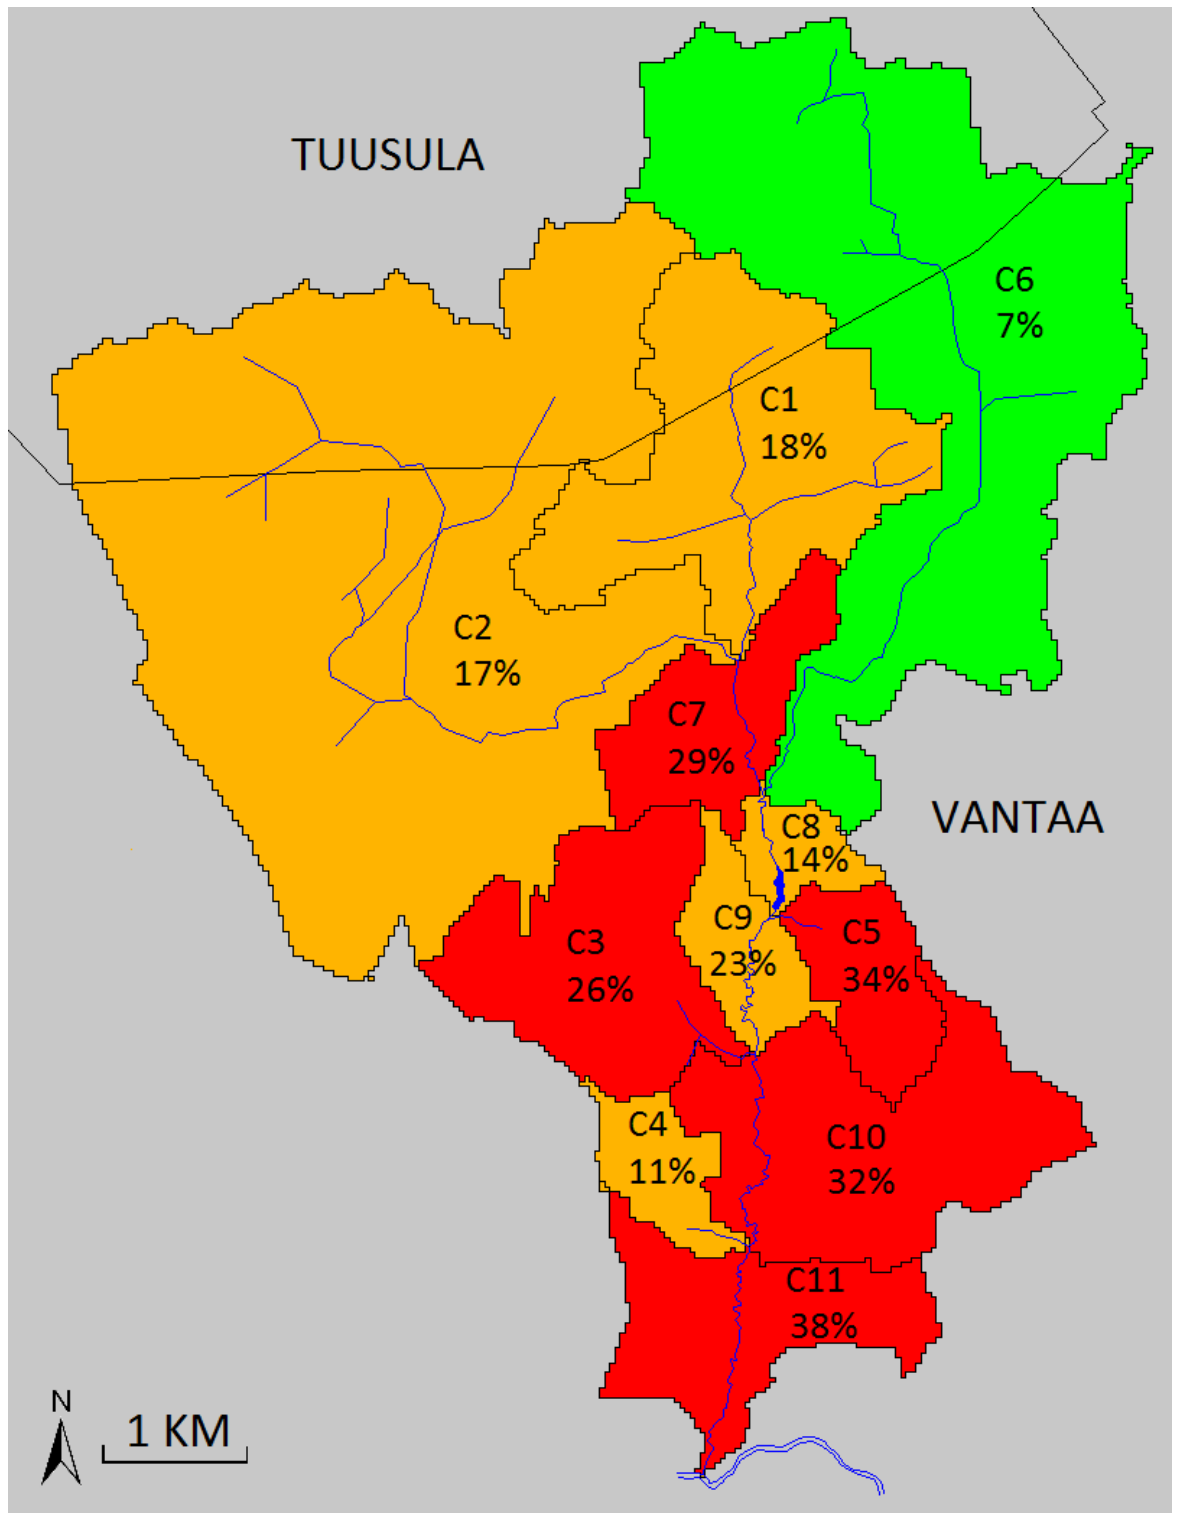 TUUSULA
C6
7%
C1
18%
C2
17%
C7
29%
VANTAA
C8
14%
C9
23%
C5
34%
C3
26%
C4
11%
C10
32%
C11
38%
N
1 KM